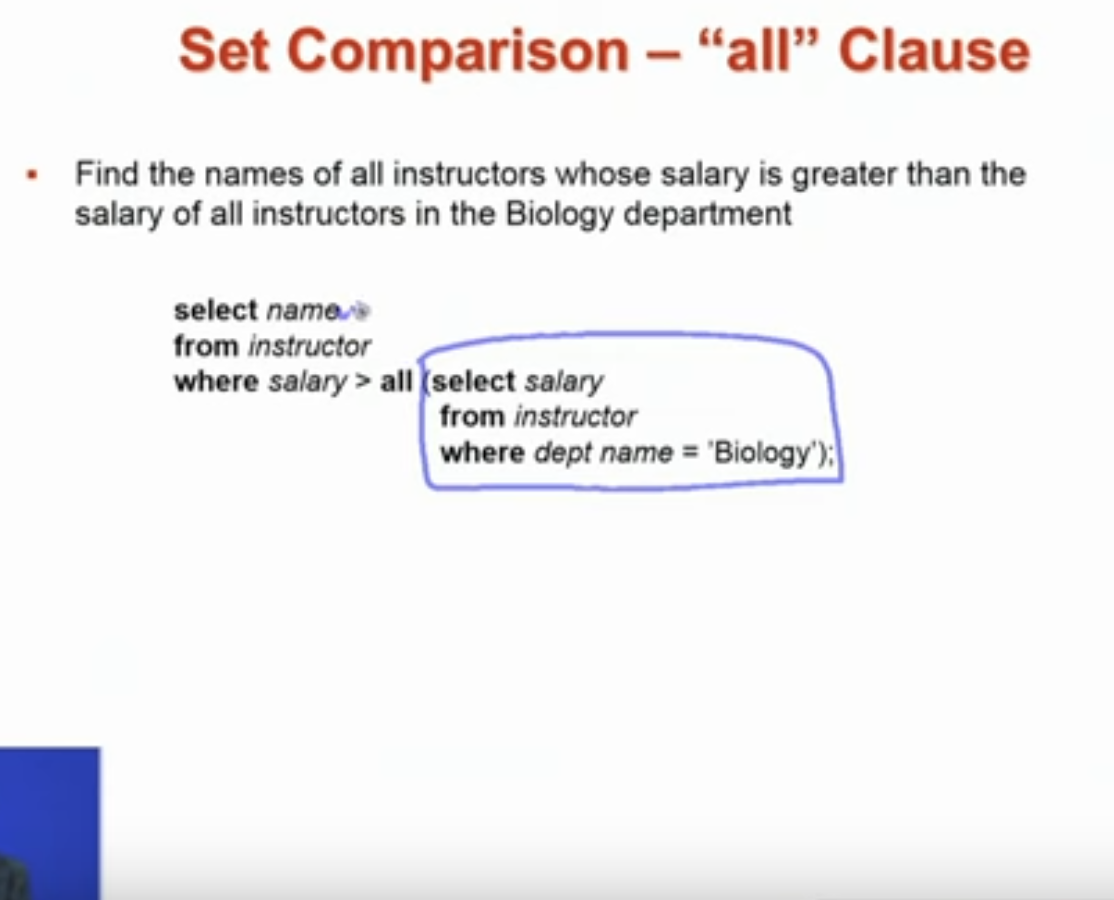 Set Comparison – “all” Clause
▪ Find the names of all instructors whose salary is greater than the
salary of all instructors in the Biology department
select name
from instructor
where salary > all (select salary
from instructor
where dept name = 'Biology');